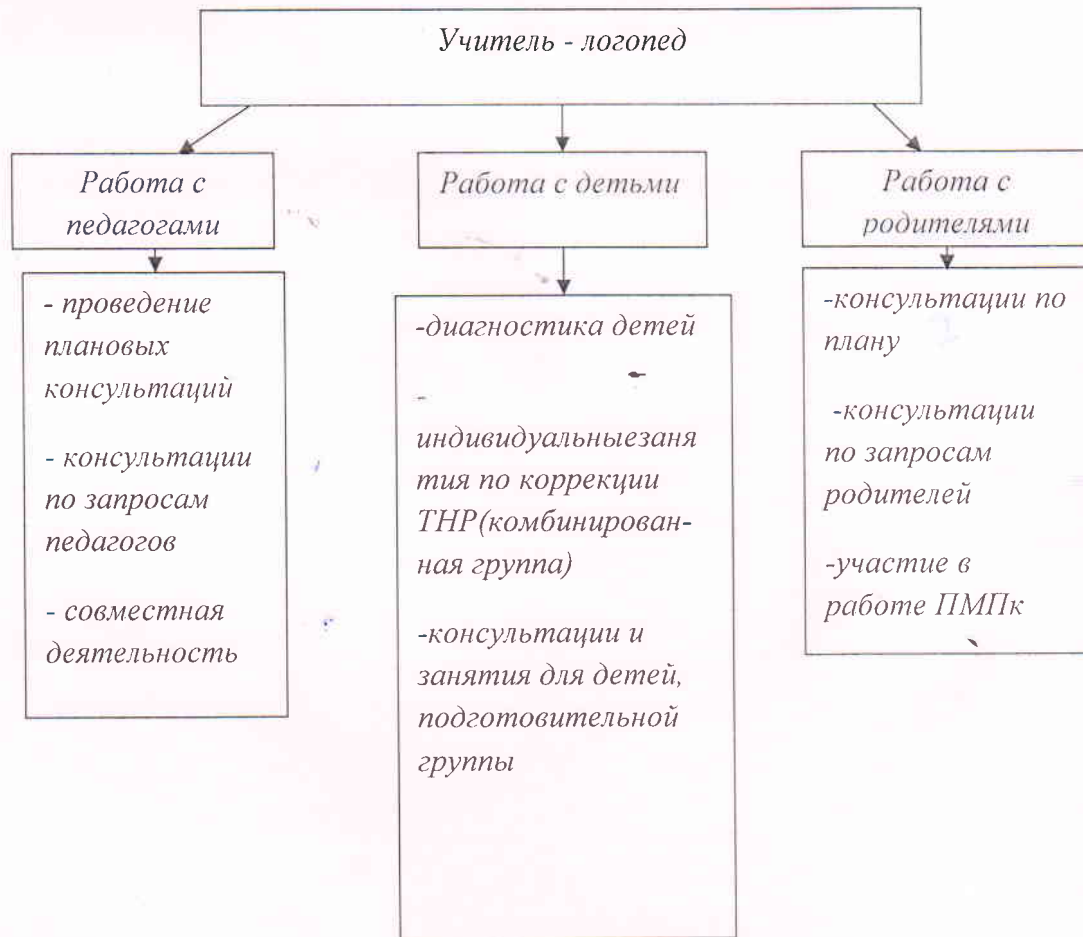 Учитель - логопед
Работа с
педагогами
Работа с детьми
Работа с
родителями
- проведение
плановых
консультаций
- консультации
по запросам
педагогов
- совместная
деятельность
-диагностика детей
-
индивидуальныезаня
тия по коррекции
ТНР(комбинирован-
ная группа)
-консультации и
занятия для детей,
подготовительной
группы
-консультации по
плану
-консультации
по запросам
родителей
-участие в
работе ПМПк